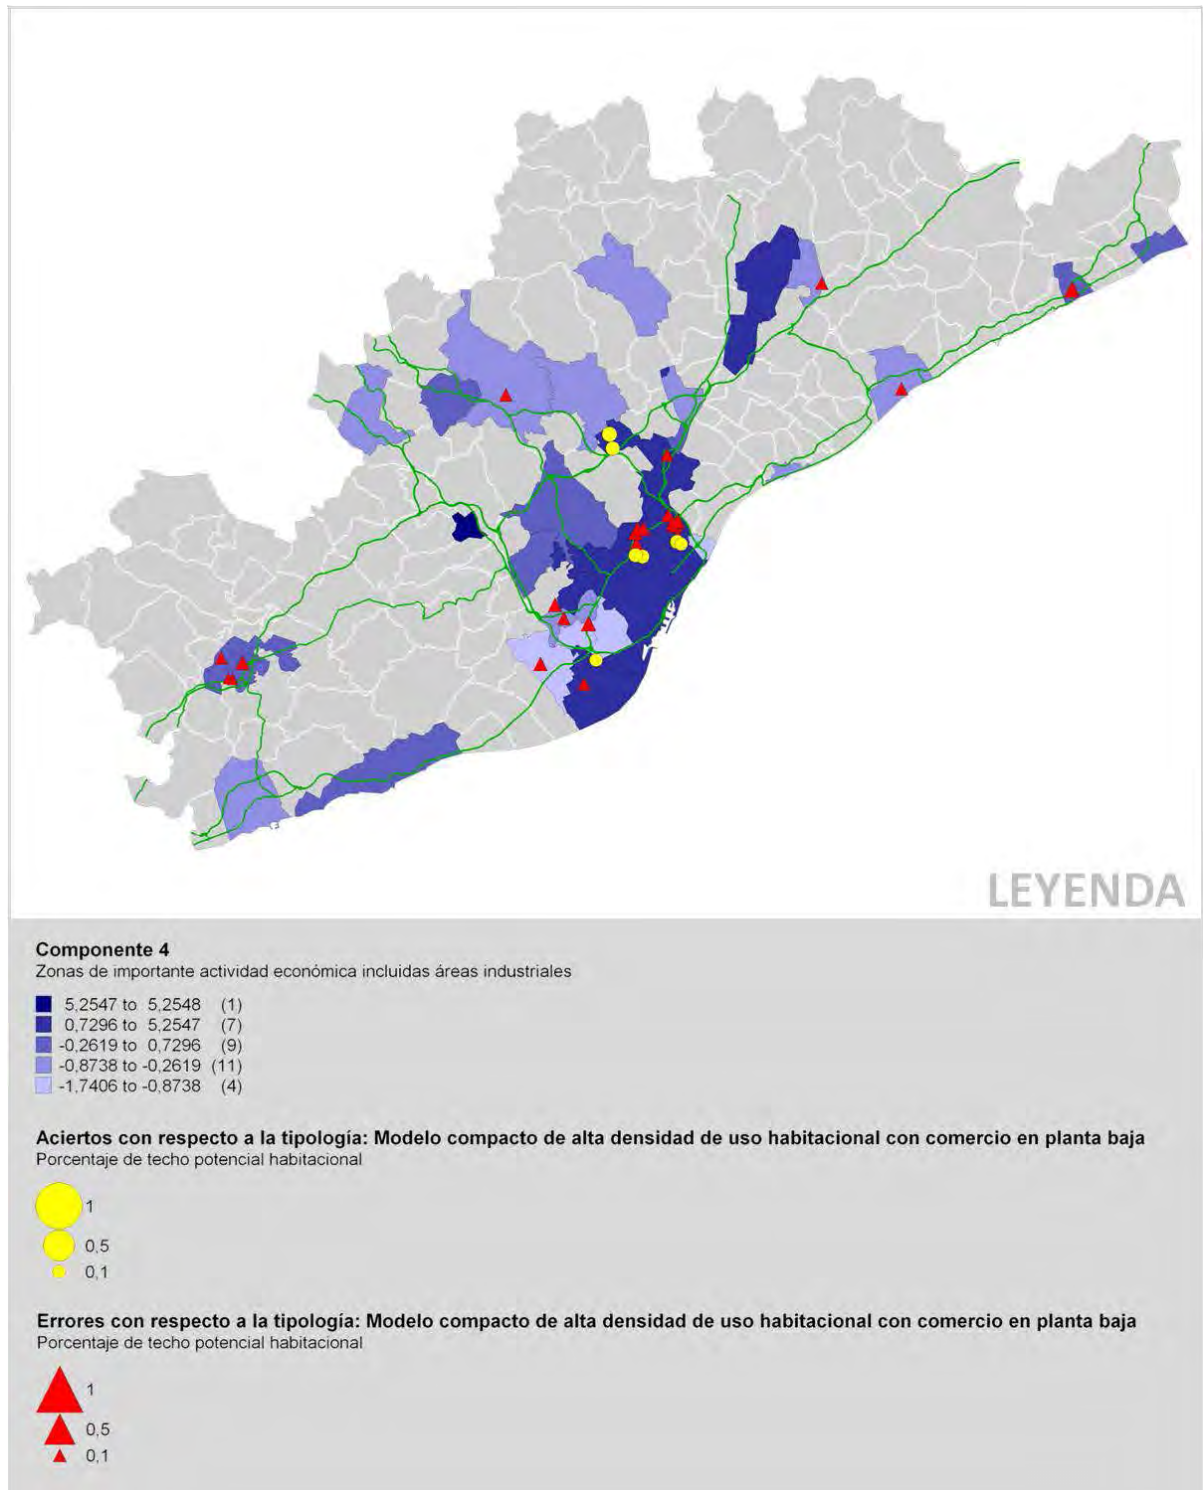 LEYENDA
Componente 4
Zonas de importante actividad económica incluidas áreas industriales
5,2547 to 5,2548 (1)
0,7296 to 5,2547 (7)
-0,2619 to 0,7296 (9)
-0,8738 to -0,2619 (11)
-1,7406 to -0,8738 (4)
Aciertos con respecto a la tipología: Modelo compacto de alta densidad de uso habitacional con comercio en planta baja
Porcentaje de techo potencial habitacional
1
0,5
0,1
Errores con respecto a la tipología: Modelo compacto de alta densidad de uso habitacional con comercio en planta baja
Porcentaje de techo potencial habitacional
1
0,5
0,1